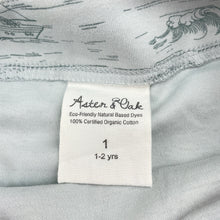 Aster & Oak
Eco-Friendly Natural Based Dyes
100% Certified Organic Cotton
1
1-2 yrs